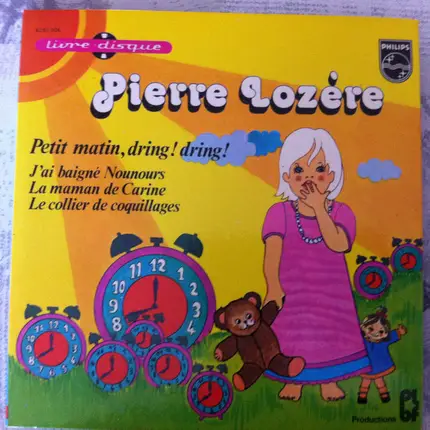 livre-disque
PHILIPS
Pierre Lozère
Petit matin, dring! dring!
J'ai baigné Nounours
La maman de Carine
Le collier de coquillages
Productions